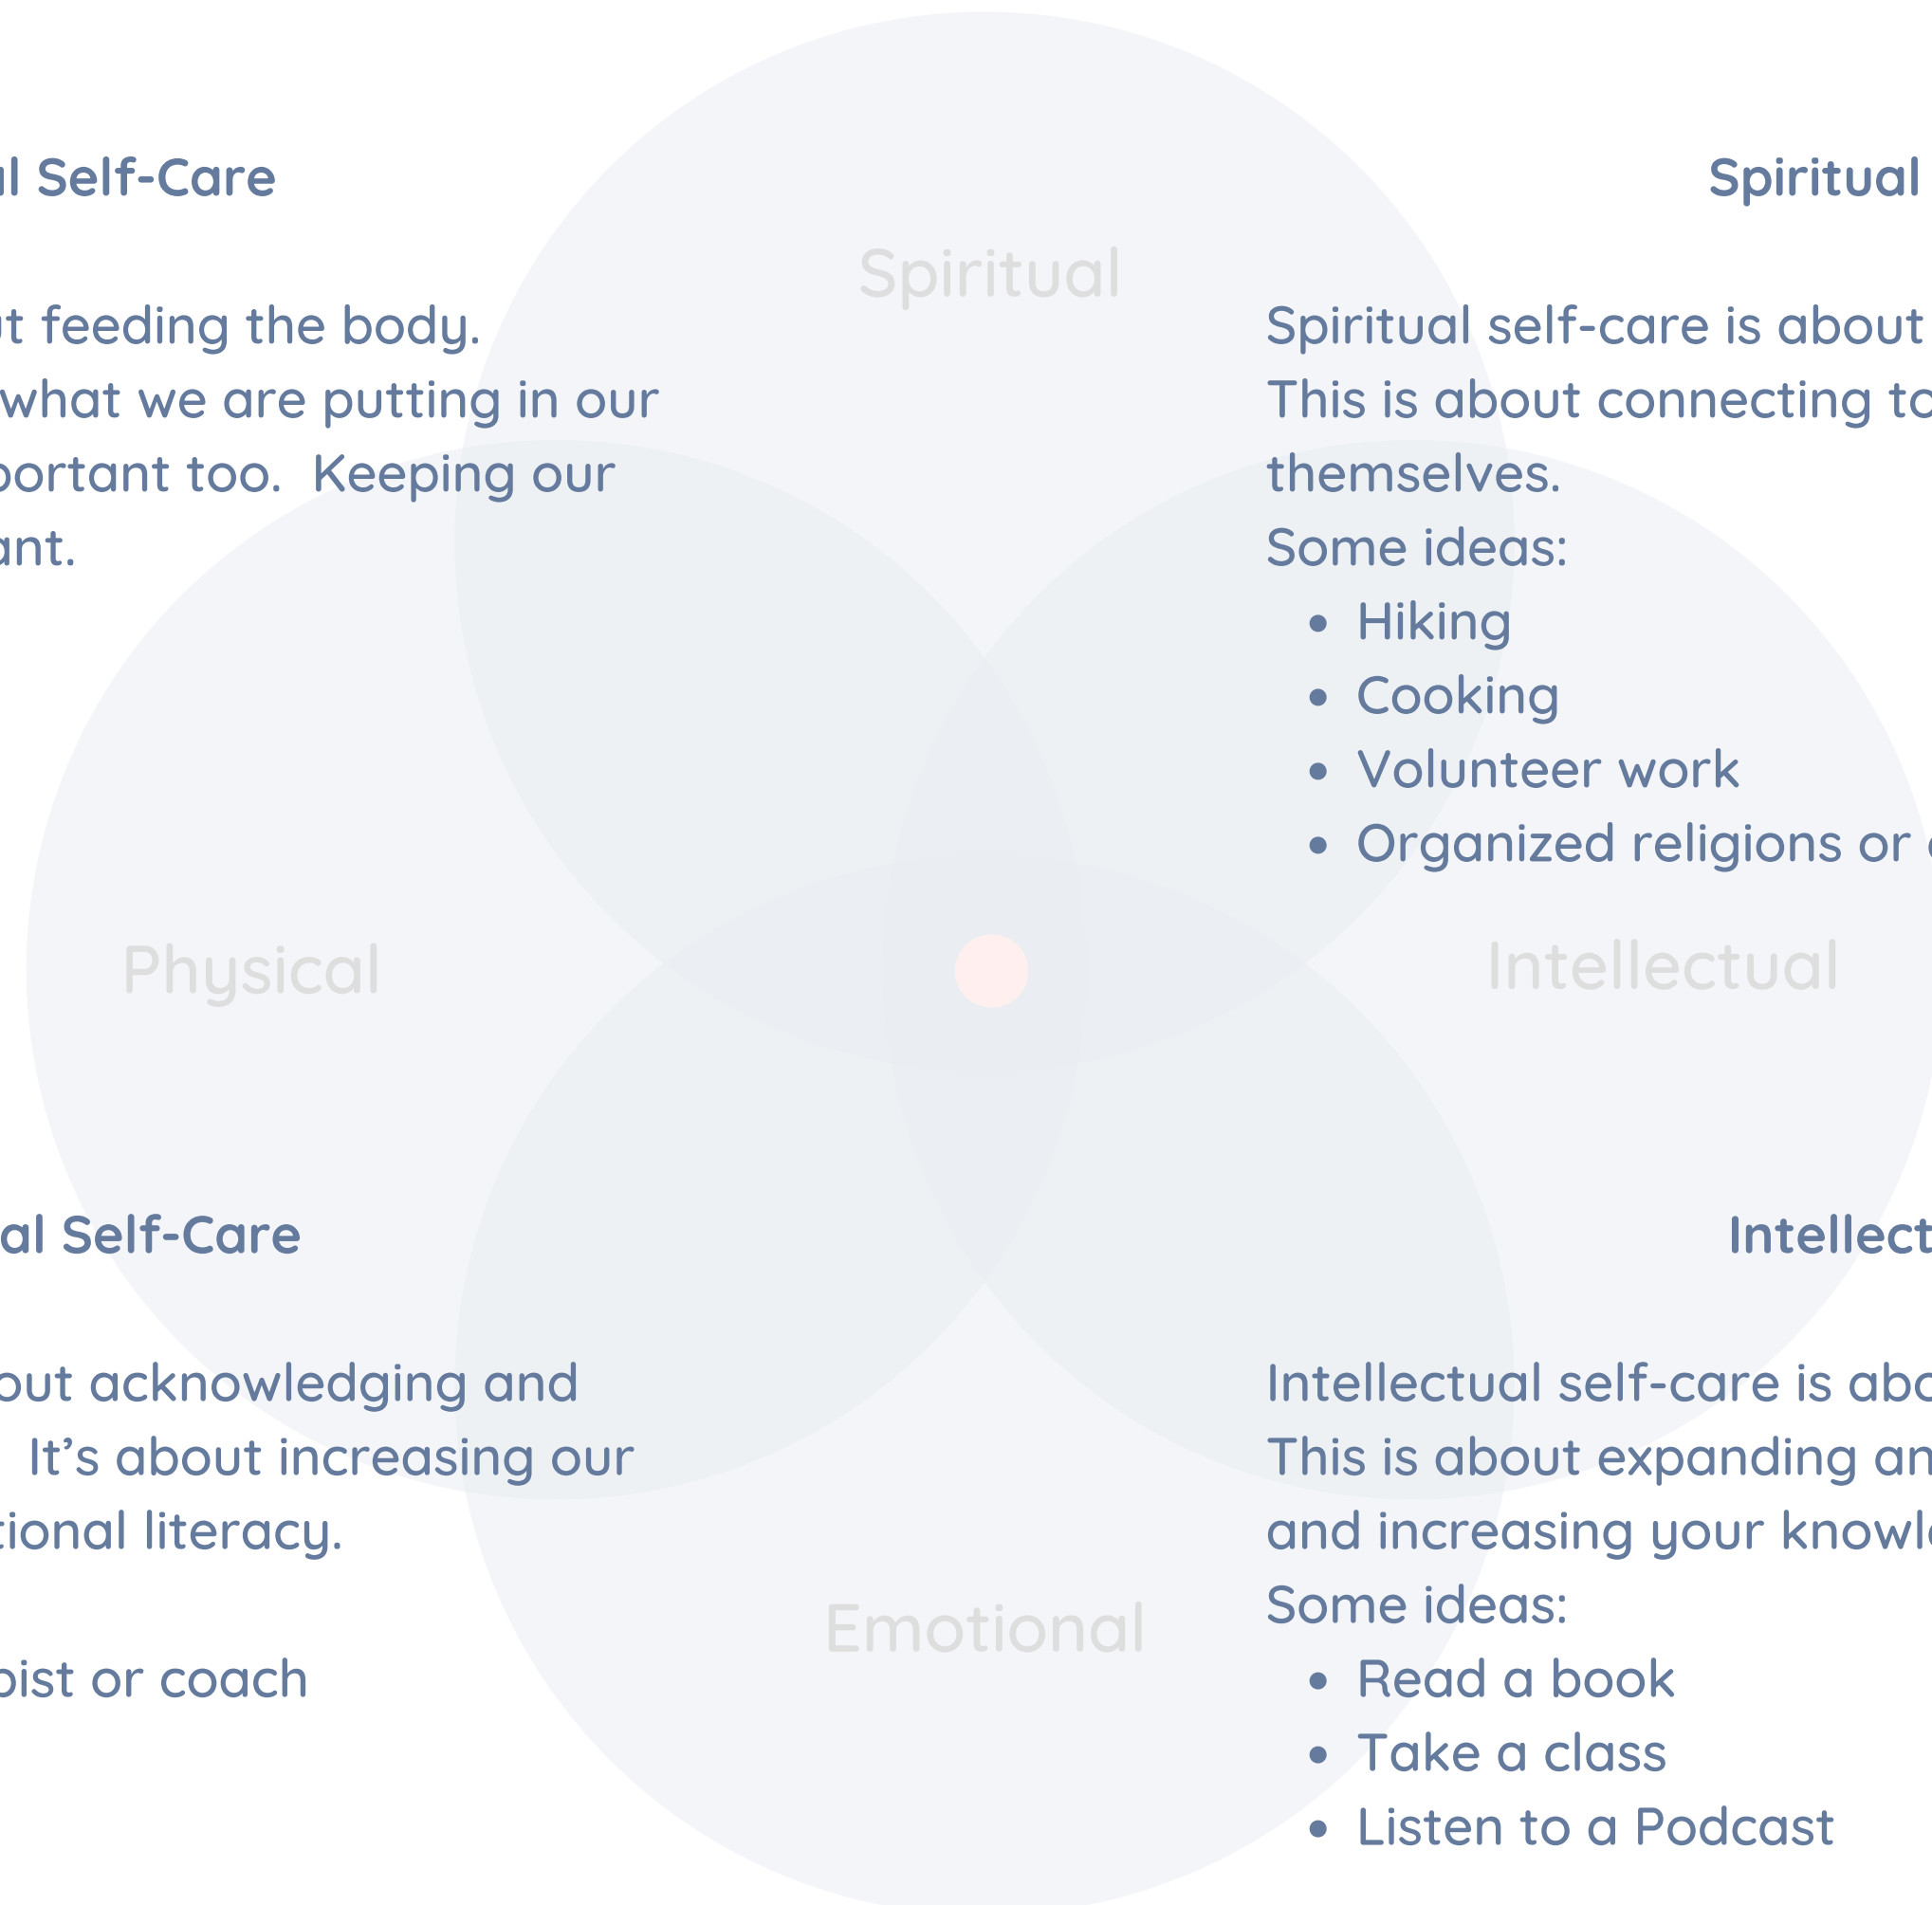 l Self-Care
t feeding the body.
what we are putting in our
portant too. Keeping our
ant.
Spiritual
Spiritual
Spiritual self-care is about
This is about connecting to
themselves.
Some ideas:
• Hiking
• Cooking
• Volunteer work
• Organized religions or
Physical
Intellectual
al Self-Care
out acknowledging and
It’s about increasing our
tional literacy.
pist or coach
Emotional
Intellect
Intellectual self-care is abo
This is about expanding an
and increasing your knowl
Some ideas:
• Read a book
• Take a class
• Listen to a Podcast